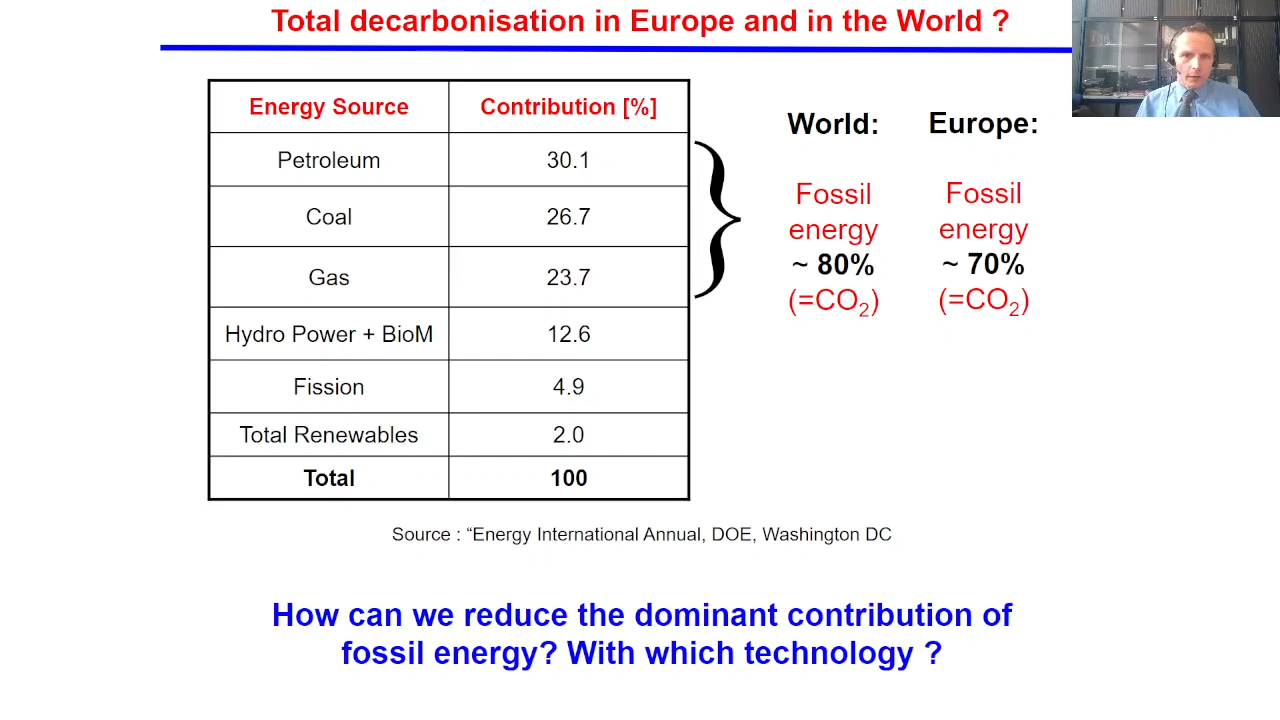 Total decarbonisation in Europe and in the World ?
Energy Source Contribution [%]
Petroleum 30.1
Coal 26.7
Gas 23.7
Hydro Power + BioM 12.6
Fission 4.9
Total Renewables 2.0
Total 100
World:
Fossil
energy
~ 80%
(=CO₂)
Europe:
Fossil
energy
~ 70%
(=CO₂)
Source : “Energy International Annual, DOE, Washington DC
How can we reduce the dominant contribution of
fossil energy? With which technology ?